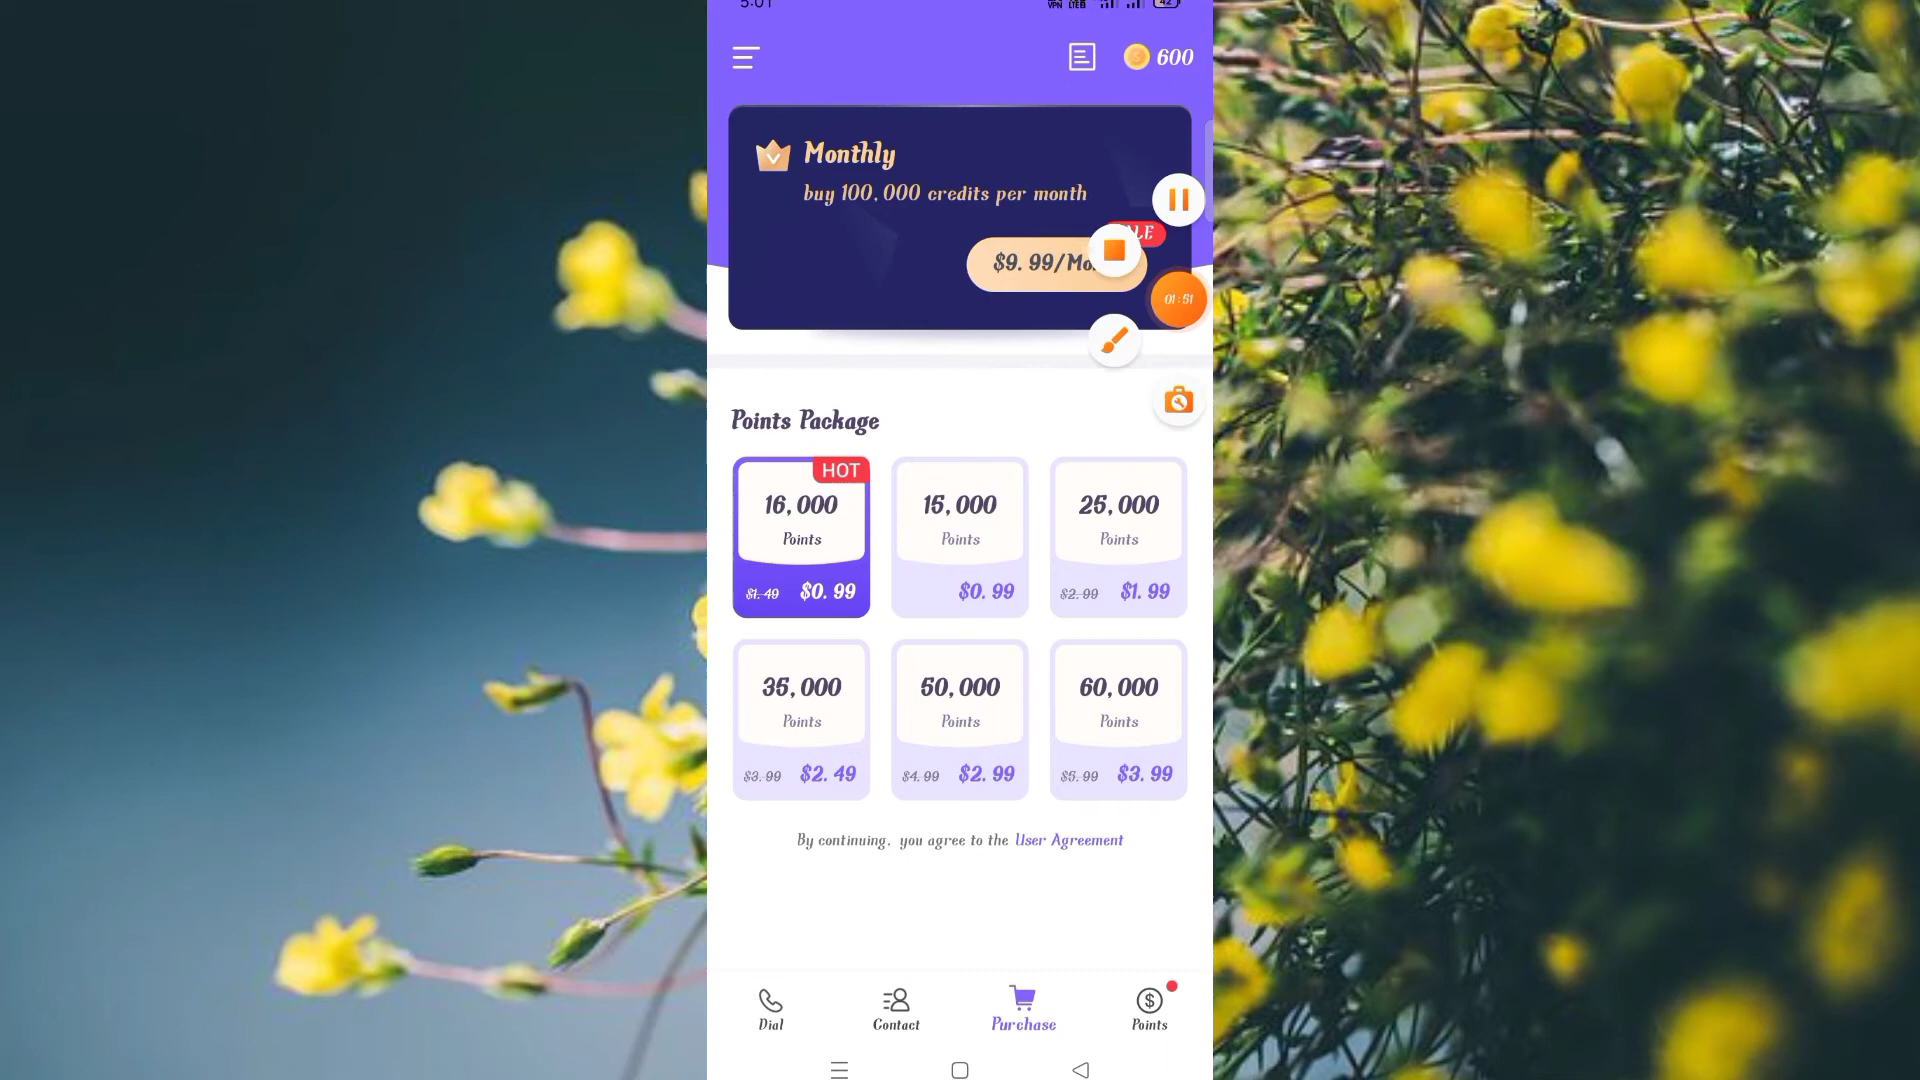 5:01
42
600
Monthly
buy 100,000 credits per month
$9.99/Mo
01:51
Points Package
HOT
16,000
Points
$1.49 $0.99
15,000
Points
$0.99
25,000
Points
$2.99 $1.99
35,000
Points
$3.99 $2.49
50,000
Points
$4.99 $2.99
60,000
Points
$5.99 $3.99
By continuing, you agree to the User Agreement
Dial
Contact
Purchase
Points